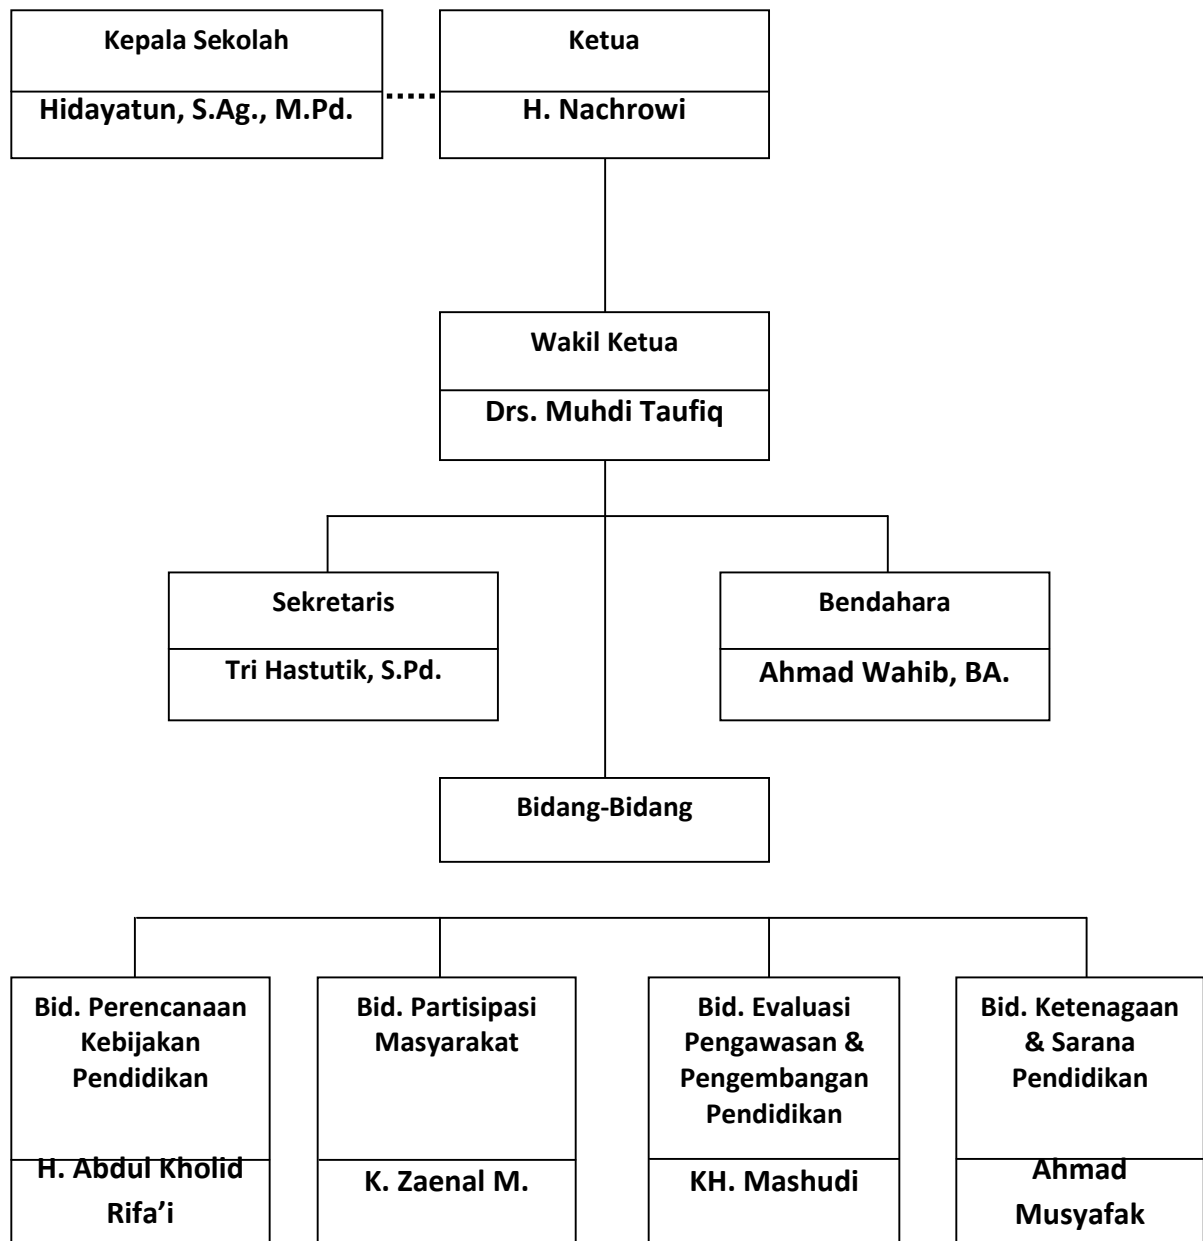 Kepala Sekolah
Hidayatun, S.Ag., M.Pd.
Ketua
H. Nachrowi
Wakil Ketua
Drs. Muhdi Taufiq
Sekretaris
Tri Hastutik, S.Pd.
Bendahara
Ahmad Wahib, BA.
Bidang-Bidang
Bid. Perencanaan
Kebijakan
Pendidikan
H. Abdul Kholid
Rifa’i
Bid. Partisipasi
Masyarakat
K. Zaenal M.
Bid. Evaluasi
Pengawasan &
Pengembangan
Pendidikan
KH. Mashudi
Bid. Ketenagaan
& Sarana
Pendidikan
Ahmad
Musyafak